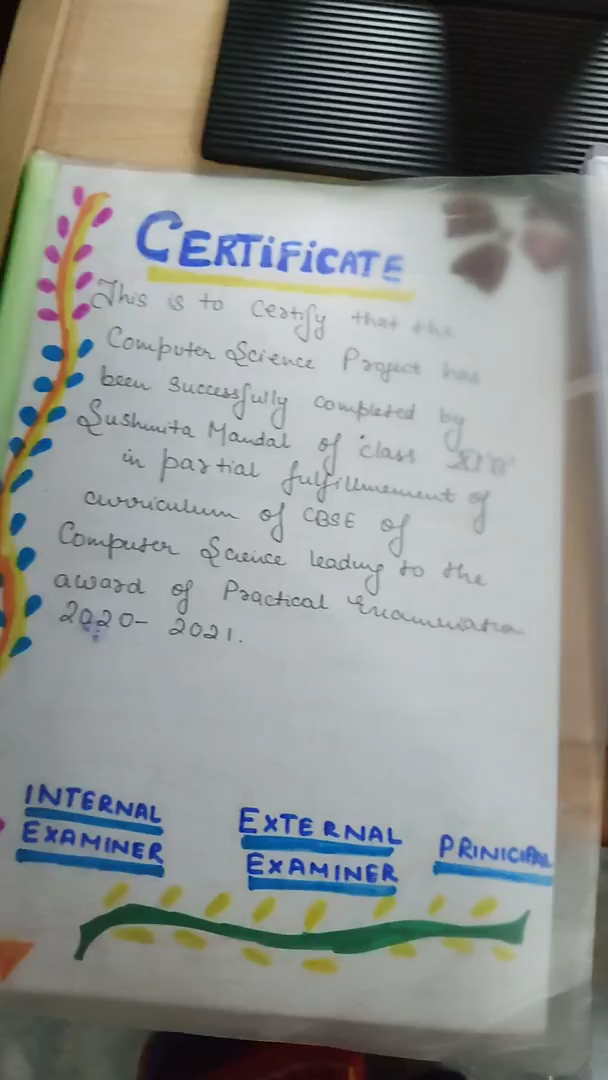 CERTiFiCATE
This is to certify that the
Computer Science Project has
been successfully completed by
Sushmita Mandal of class
in partial fulfillmement of
curriculum of CBSE of
Computer Science leading to the
award of Practical Examination
2020- 2021.
INTERNAL
EXAMINER
EXTERNAL
EXAMINER
PRINICIPAL